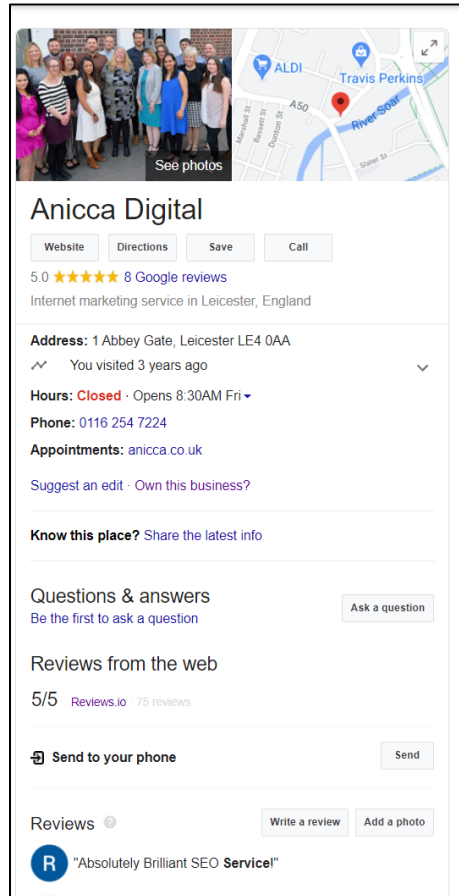 See photos
ALDI
Travis Perkins
A50
Marshall St
Bassett St
Dunton St
River Soar
Slater St
Anicca Digital
Website
Directions
Save
Call
5.0 8 Google reviews
Internet marketing service in Leicester, England
Address: 1 Abbey Gate, Leicester LE4 0AA
You visited 3 years ago
Hours: Closed · Opens 8:30AM Fri
Phone: 0116 254 7224
Appointments: anicca.co.uk
Suggest an edit · Own this business?
Know this place? Share the latest info
Questions & answers
Be the first to ask a question
Ask a question
Reviews from the web
5/5 Reviews.io · 75 reviews
Send to your phone
Send
Reviews
Write a review
Add a photo
R
"Absolutely Brilliant SEO Service!"